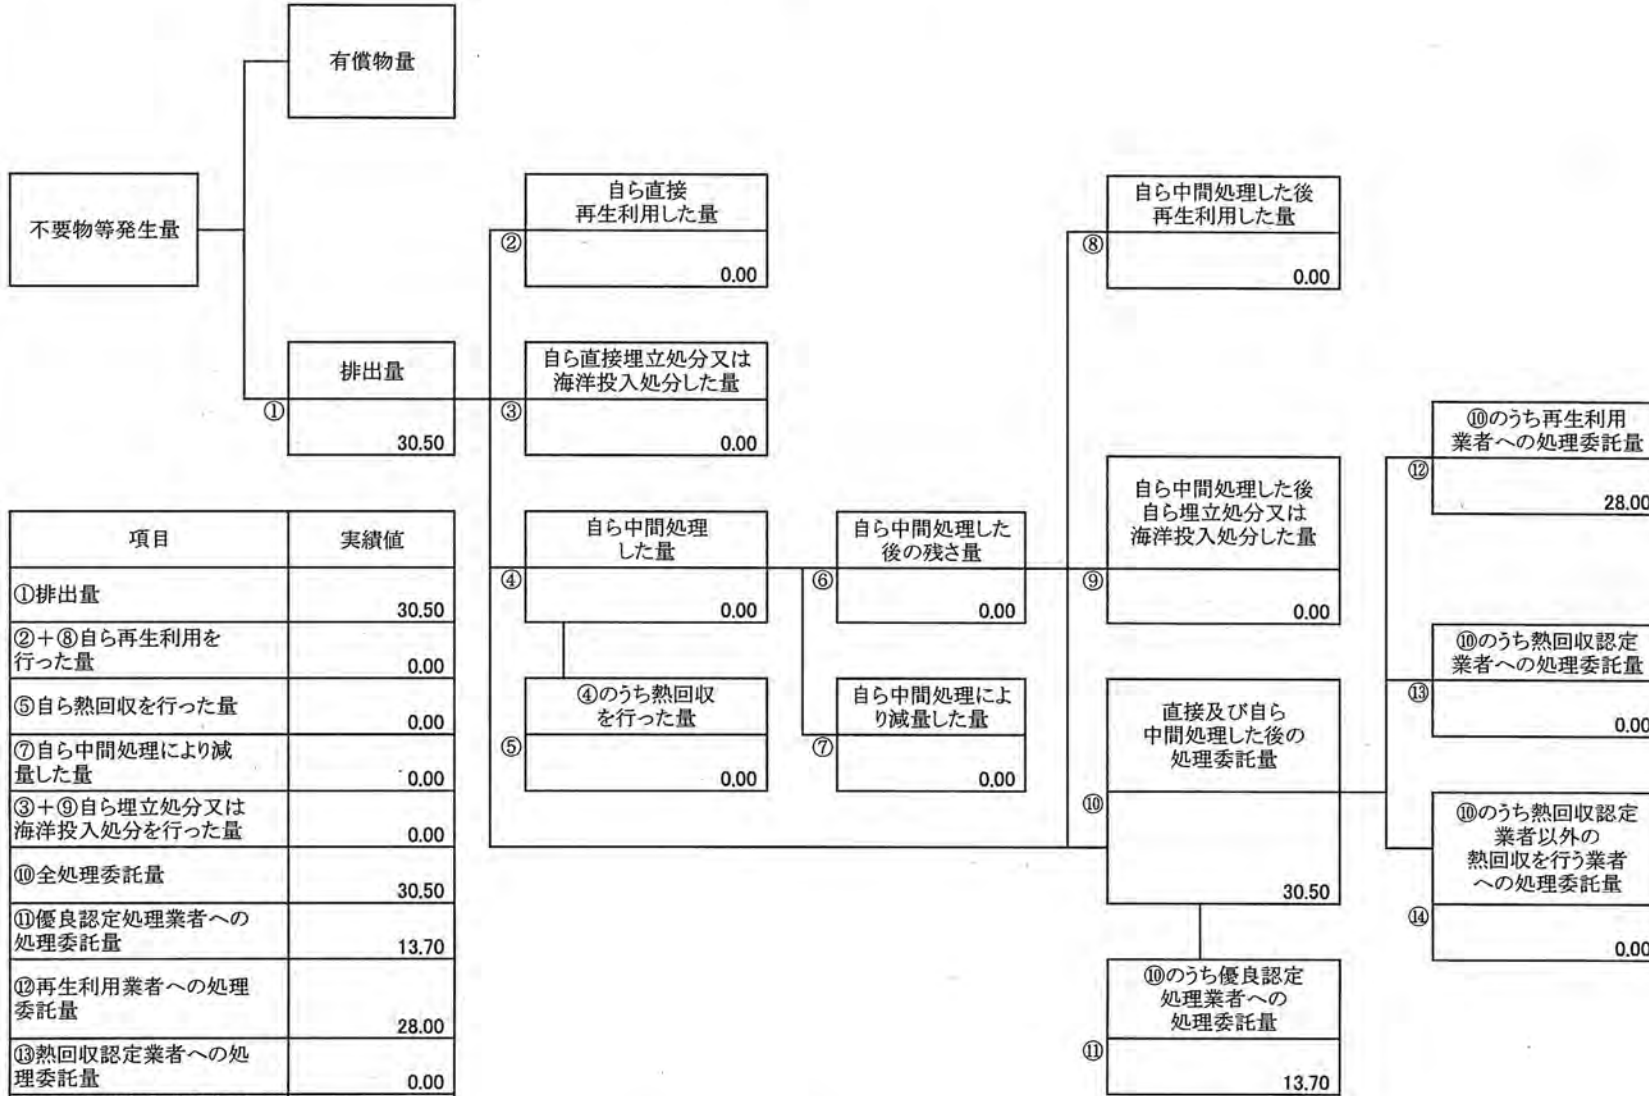 有償物量
不要物等発生量
自ら直接
再生利用した量
②
0.00
自ら中間処理した後
再生利用した量
⑧
0.00
排出量
①
30.50
自ら直接埋立処分又は
海洋投入処分した量
③
0.00
⑩のうち再生利用
業者への処理委託量
⑫
28.00
自ら中間処理
した量
④
0.00
自ら中間処理した
後の残さ量
⑥
0.00
自ら中間処理した後
自ら埋立処分又は
海洋投入処分した量
⑨
0.00
⑩のうち熱回収認定
業者への処理委託量
⑬
0.00
④のうち熱回収
を行った量
⑤
0.00
自ら中間処理によ
り減量した量
⑦
0.00
直接及び自ら
中間処理した後の
処理委託量
⑩
30.50
⑩のうち熱回収認定
業者以外の
熱回収を行う業者
への処理委託量
⑭
0.00
⑩のうち優良認定
処理業者への
処理委託量
⑪
13.70
項目 実績値
①排出量 30.50
②+⑧自ら再生利用を
行った量 0.00
⑤自ら熱回収を行った量 0.00
⑦自ら中間処理により減
量した量 0.00
③+⑨自ら埋立処分又は
海洋投入処分を行った量 0.00
⑩全処理委託量 30.50
⑪優良認定処理業者への
処理委託量 13.70
⑫再生利用業者への処理
委託量 28.00
⑬熱回収認定業者への処
理委託量 0.00